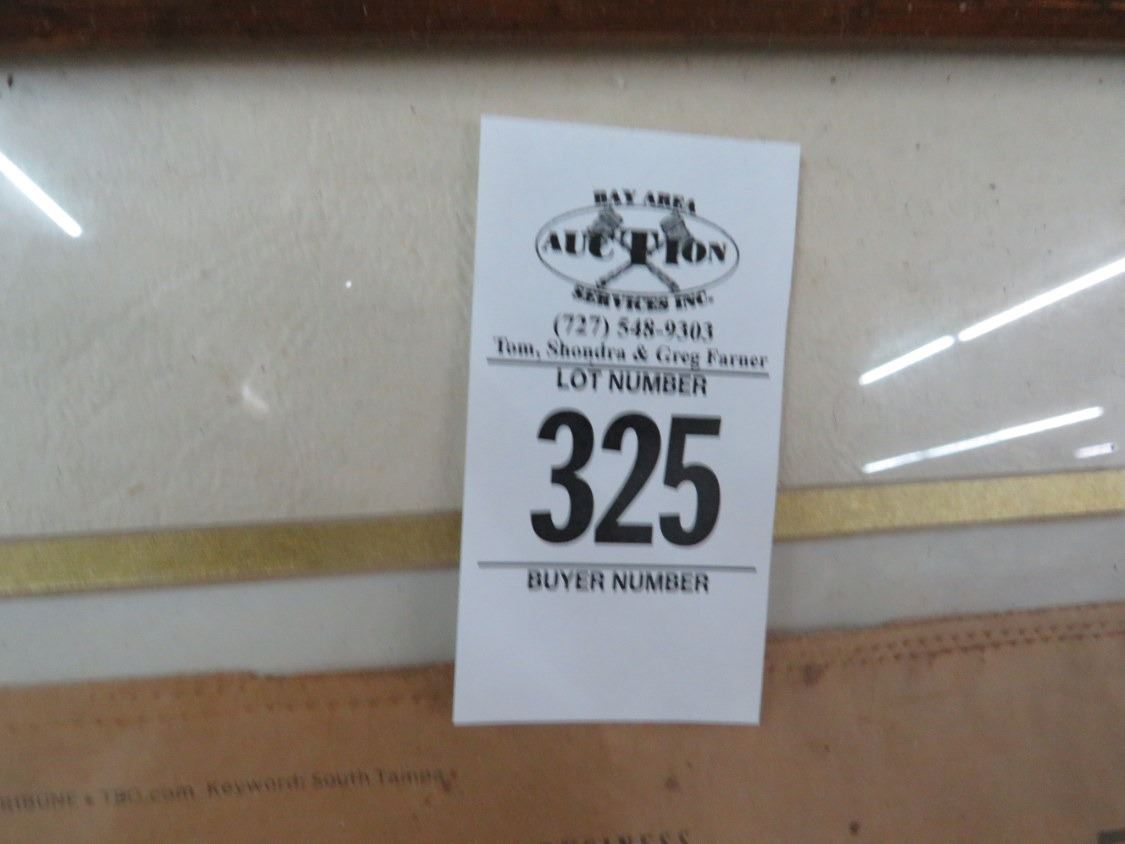 BAY AREA
AUCTION
SERVICES INC.
(727) 548-9303
Tom, Shondra & Greg Farner
LOT NUMBER
325
BUYER NUMBER
RIBUNE • TBO.com Keyword: South Tampa